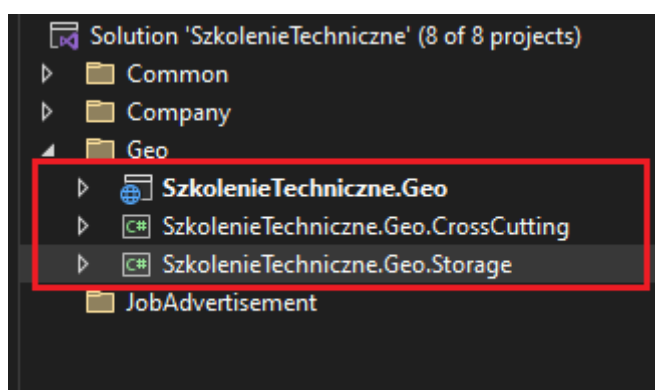 Solution 'SzkolenieTechniczne' (8 of 8 projects)
Common
Company
Geo
SzkolenieTechniczne.Geo
C# SzkolenieTechniczne.Geo.CrossCutting
C# SzkolenieTechniczne.Geo.Storage
JobAdvertisement